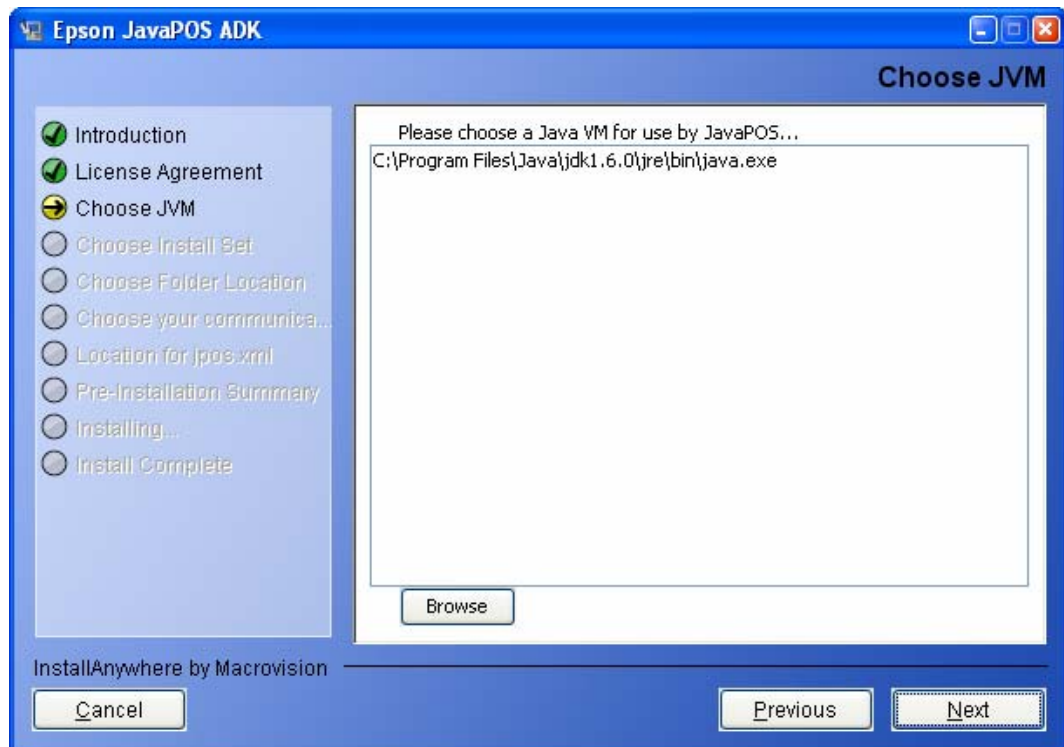 Epson JavaPOS ADK
Choose JVM
Introduction
License Agreement
Choose JVM
Choose Install Set
Choose Folder Location
Choose your communica...
Location for jpos.xml
Pre-Installation Summary
Installing...
Install Complete
Please choose a Java VM for use by JavaPOS...
C:\Program Files\Java\jdk1.6.0\jre\bin\java.exe
Browse
InstallAnywhere by Macrovision
Cancel
Previous
Next